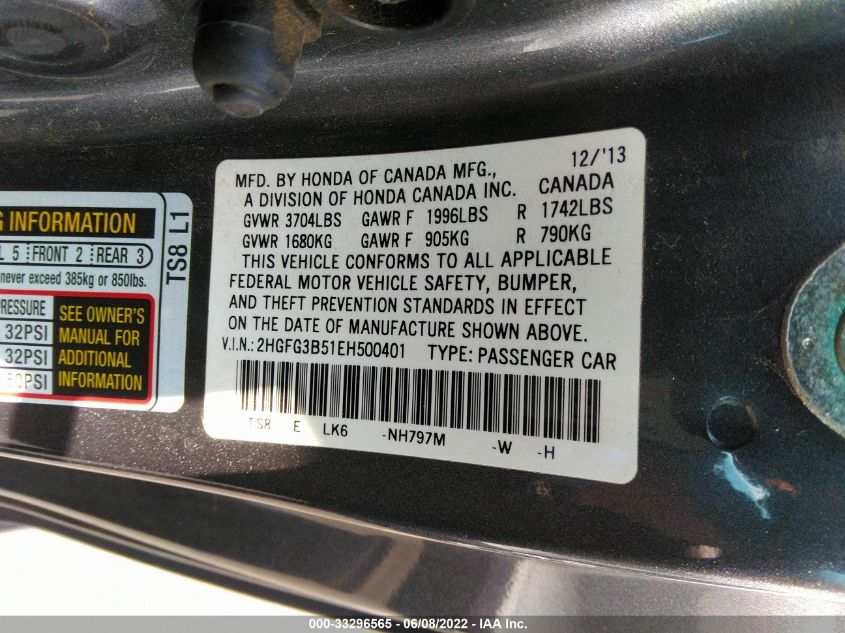 12/'13
MFD. BY HONDA OF CANADA MFG.,
A DIVISION OF HONDA CANADA INC. CANADA
GVWR 3704LBS GAWR F 1996LBS R 1742LBS
GVWR 1680KG GAWR F 905KG R 790KG
THIS VEHICLE CONFORMS TO ALL APPLICABLE
FEDERAL MOTOR VEHICLE SAFETY, BUMPER,
AND THEFT PREVENTION STANDARDS IN EFFECT
ON THE DATE OF MANUFACTURE SHOWN ABOVE.
V.I.N.: 2HGFG3B51EH500401 TYPE: PASSENGER CAR
TS8 E LK6 -NH797M -W -H
G INFORMATION
L 5 FRONT 2 REAR 3
never exceed 385kg or 850lbs.
TS8 L1
PRESSURE
32PSI
32PSI
PSI
SEE OWNER'S
MANUAL FOR
ADDITIONAL
INFORMATION
000-33296565 - 06/08/2022 - IAA Inc.